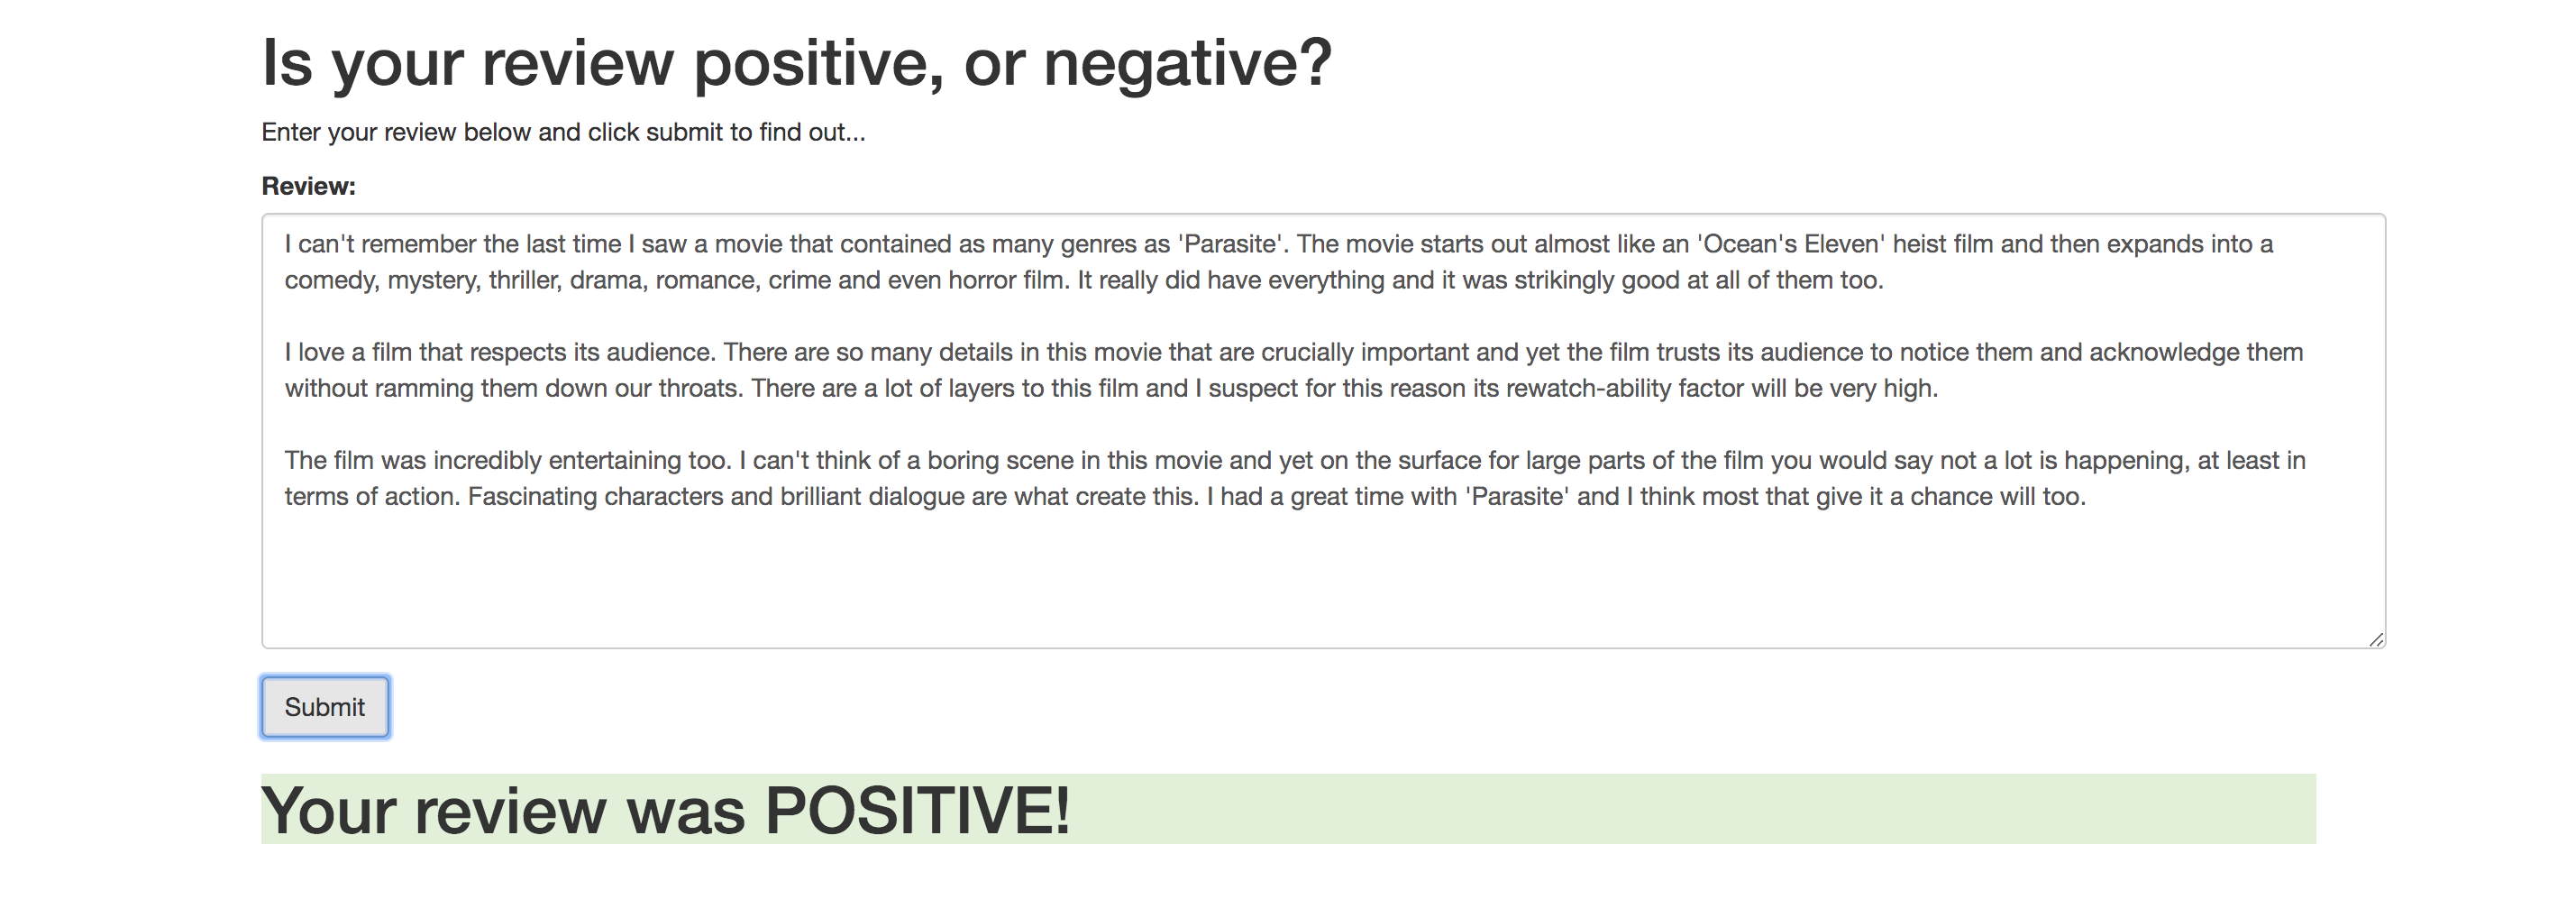 Is your review positive, or negative?
Enter your review below and click submit to find out...
Review:
I can't remember the last time I saw a movie that contained as many genres as 'Parasite'. The movie starts out almost like an 'Ocean's Eleven' heist film and then expands into a
comedy, mystery, thriller, drama, romance, crime and even horror film. It really did have everything and it was strikingly good at all of them too.
I love a film that respects its audience. There are so many details in this movie that are crucially important and yet the film trusts its audience to notice them and acknowledge them
without ramming them down our throats. There are a lot of layers to this film and I suspect for this reason its rewatch-ability factor will be very high.
The film was incredibly entertaining too. I can't think of a boring scene in this movie and yet on the surface for large parts of the film you would say not a lot is happening, at least in
terms of action. Fascinating characters and brilliant dialogue are what create this. I had a great time with 'Parasite' and I think most that give it a chance will too.
Submit
Your review was POSITIVE!